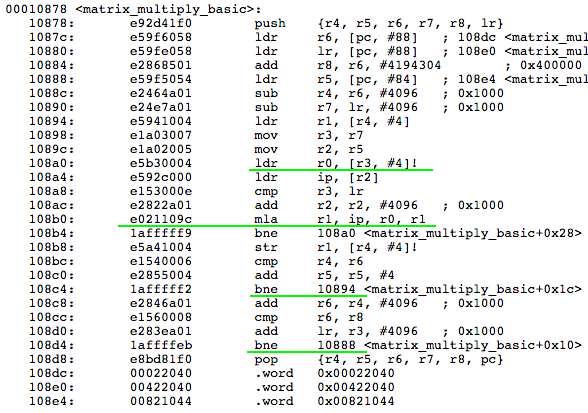 00010878 <matrix_multiply_basic>:
10878: e92d41f0 push {r4, r5, r6, r7, r8, lr}
1087c: e59f6058 ldr r6, [pc, #88] ; 108dc <matrix_mul
10880: e59fe058 ldr lr, [pc, #88] ; 108e0 <matrix_mu
10884: e2868501 add r8, r6, #4194304 ; 0x400000
10888: e59f5054 ldr r5, [pc, #84] ; 108e4 <matrix_mul
1088c: e2464a01 sub r4, r6, #4096 ; 0x1000
10890: e24e7a01 sub r7, lr, #4096 ; 0x1000
10894: e5941004 ldr r1, [r4, #4]
10898: e1a03007 mov r3, r7
1089c: e1a02005 mov r2, r5
108a0: e5b30004 ldr r0, [r3, #4]!
108a4: e592c000 ldr ip, [r2]
108a8: e153000e cmp r3, lr
108ac: e2822a01 add r2, r2, #4096 ; 0x1000
108b0: e021109c mla r1, ip, r0, r1
108b4: 1afffff9 bne 108a0 <matrix_multiply_basic+0x28>
108b8: e5a41004 str r1, [r4, #4]!
108bc: e1540006 cmp r4, r6
108c0: e2855004 add r5, r5, #4
108c4: 1afffff2 bne 10894 <matrix_multiply_basic+0x1c>
108c8: e2846a01 add r6, r4, #4096 ; 0x1000
108cc: e1560008 cmp r6, r8
108d0: e283ea01 add lr, r3, #4096 ; 0x1000
108d4: 1affffeb bne 10888 <matrix_multiply_basic+0x10>
108d8: e8bd81f0 pop {r4, r5, r6, r7, r8, pc}
108dc: 00022040 .word 0x00022040
108e0: 00422040 .word 0x00422040
108e4: 00821044 .word 0x00821044